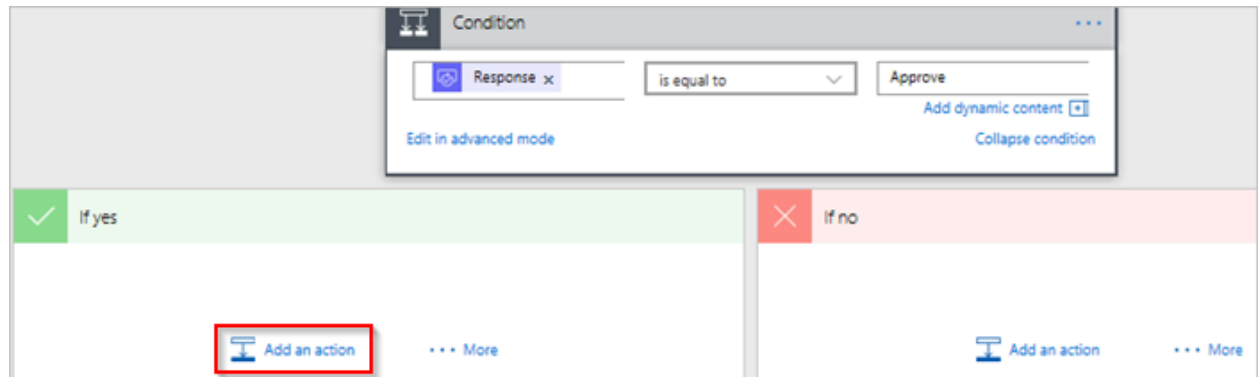 Condition
Response x
is equal to
Approve
Add dynamic content
Edit in advanced mode
Collapse condition
If yes
If no
Add an action
More
Add an action
More